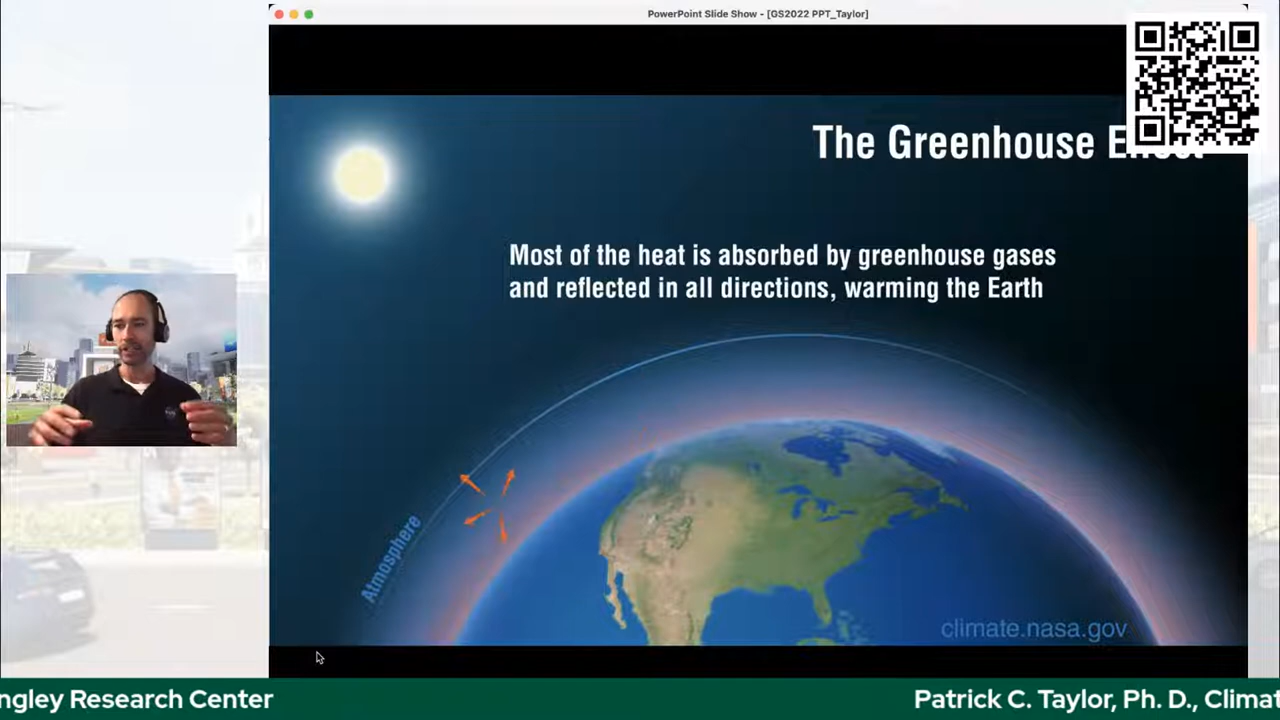 PowerPoint Slide Show - [GS2022 PPT_Taylor]
The Greenhouse
Most of the heat is absorbed by greenhouse gases
and reflected in all directions, warming the Earth
Atmosphere
climate.nasa.gov
ngley Research Center
Patrick C. Taylor, Ph. D., Climat